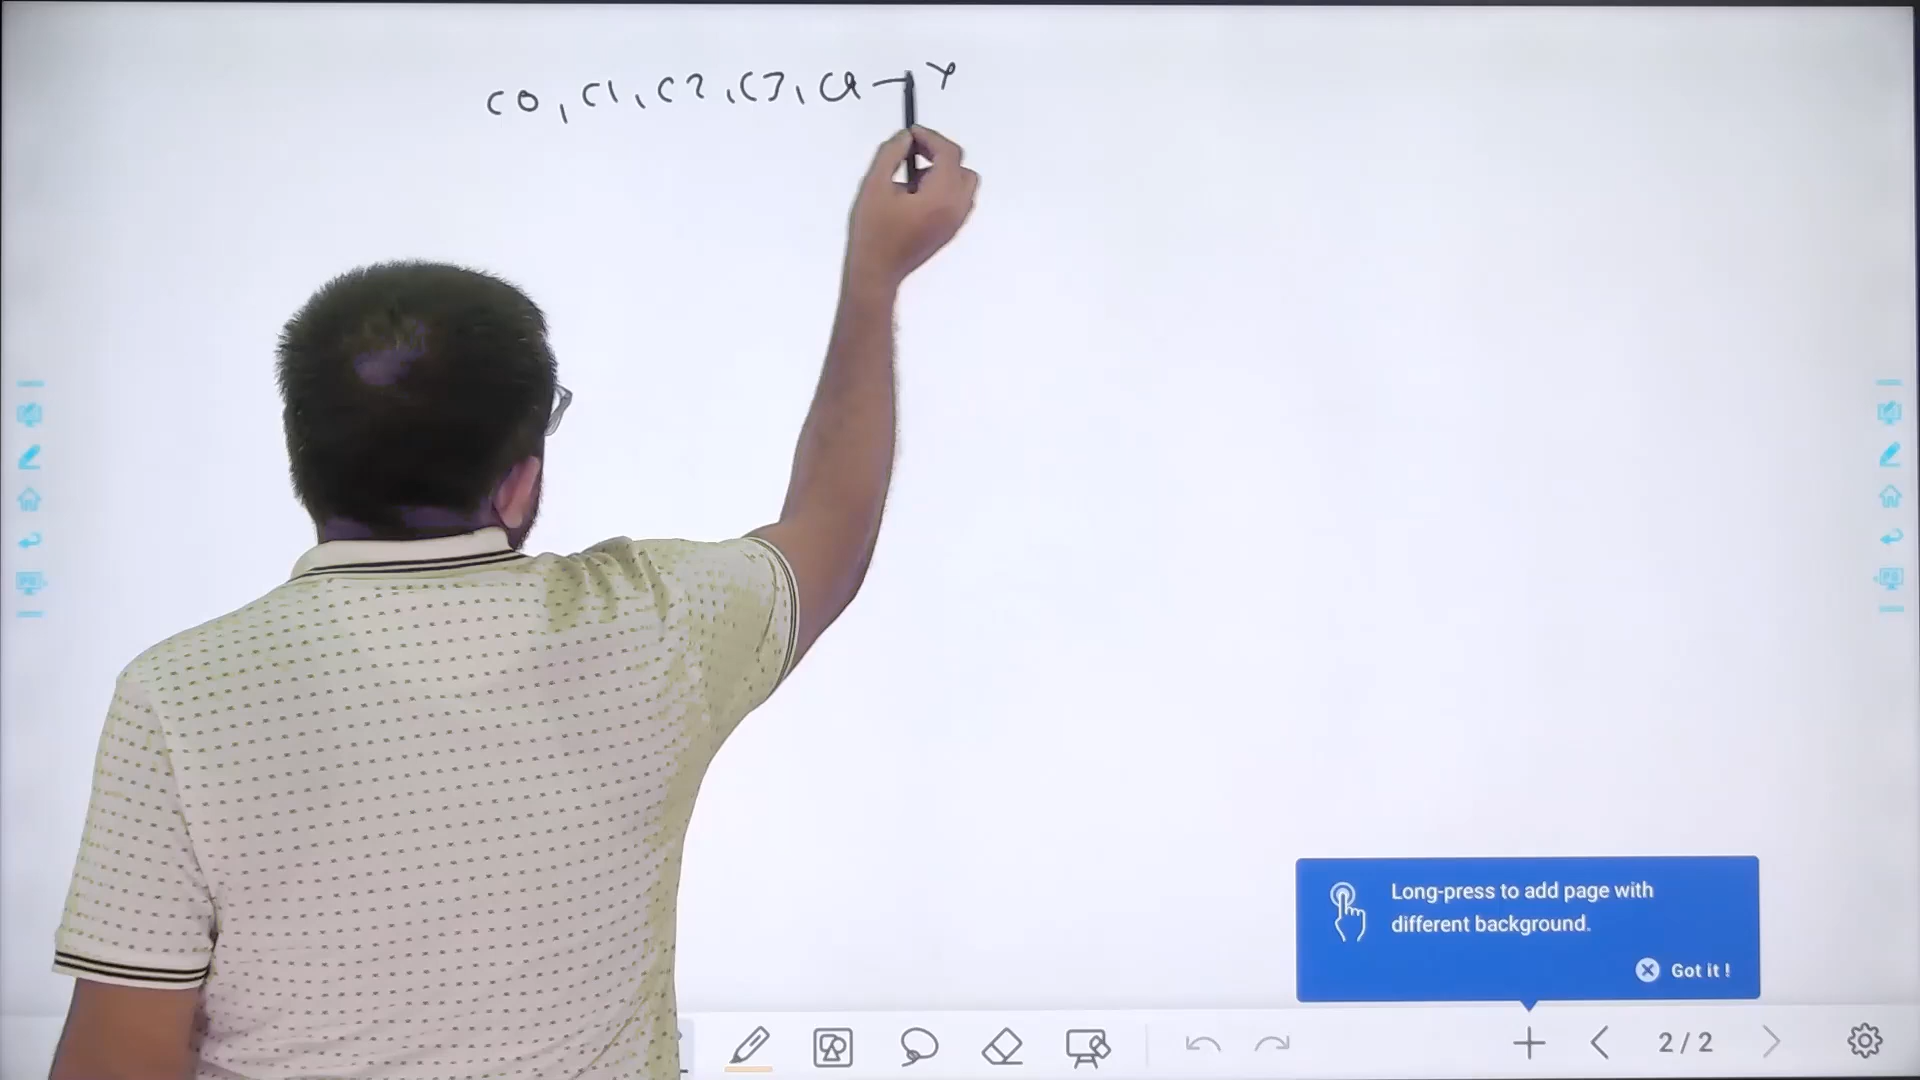 C0, C1, C2, C3, C4 → Y
Long-press to add page with
different background.
Got it !
2 / 2